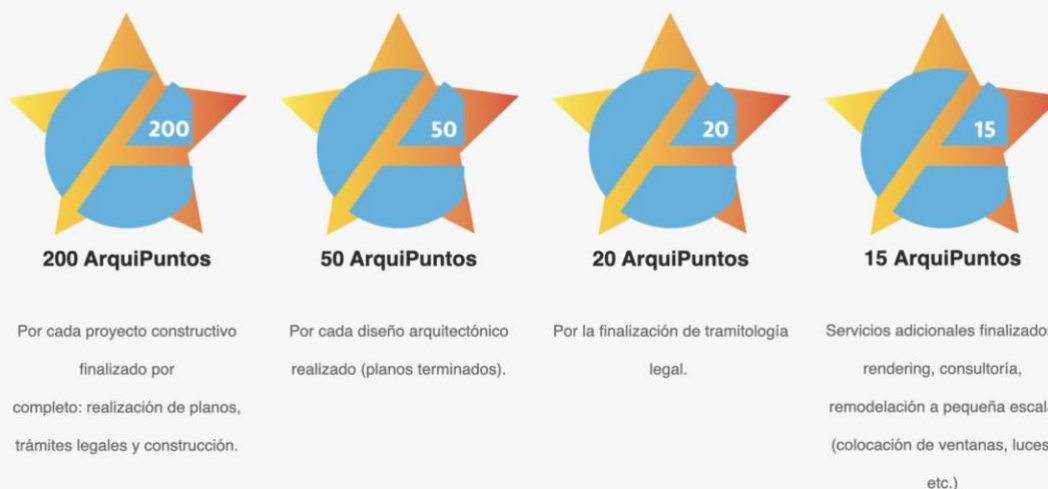 200
50
20
15
200 ArquiPuntos
50 ArquiPuntos
20 ArquiPuntos
15 ArquiPuntos
Por cada proyecto constructivo
finalizado por
completo: realización de planos,
trámites legales y construcción.
Por cada diseño arquitectónico
realizado (planos terminados).
Por la finalización de tramitología
legal.
Servicios adicionales finalizado
rendering, consultoría,
remodelación a pequeña escal
(colocación de ventanas, luces
etc.)